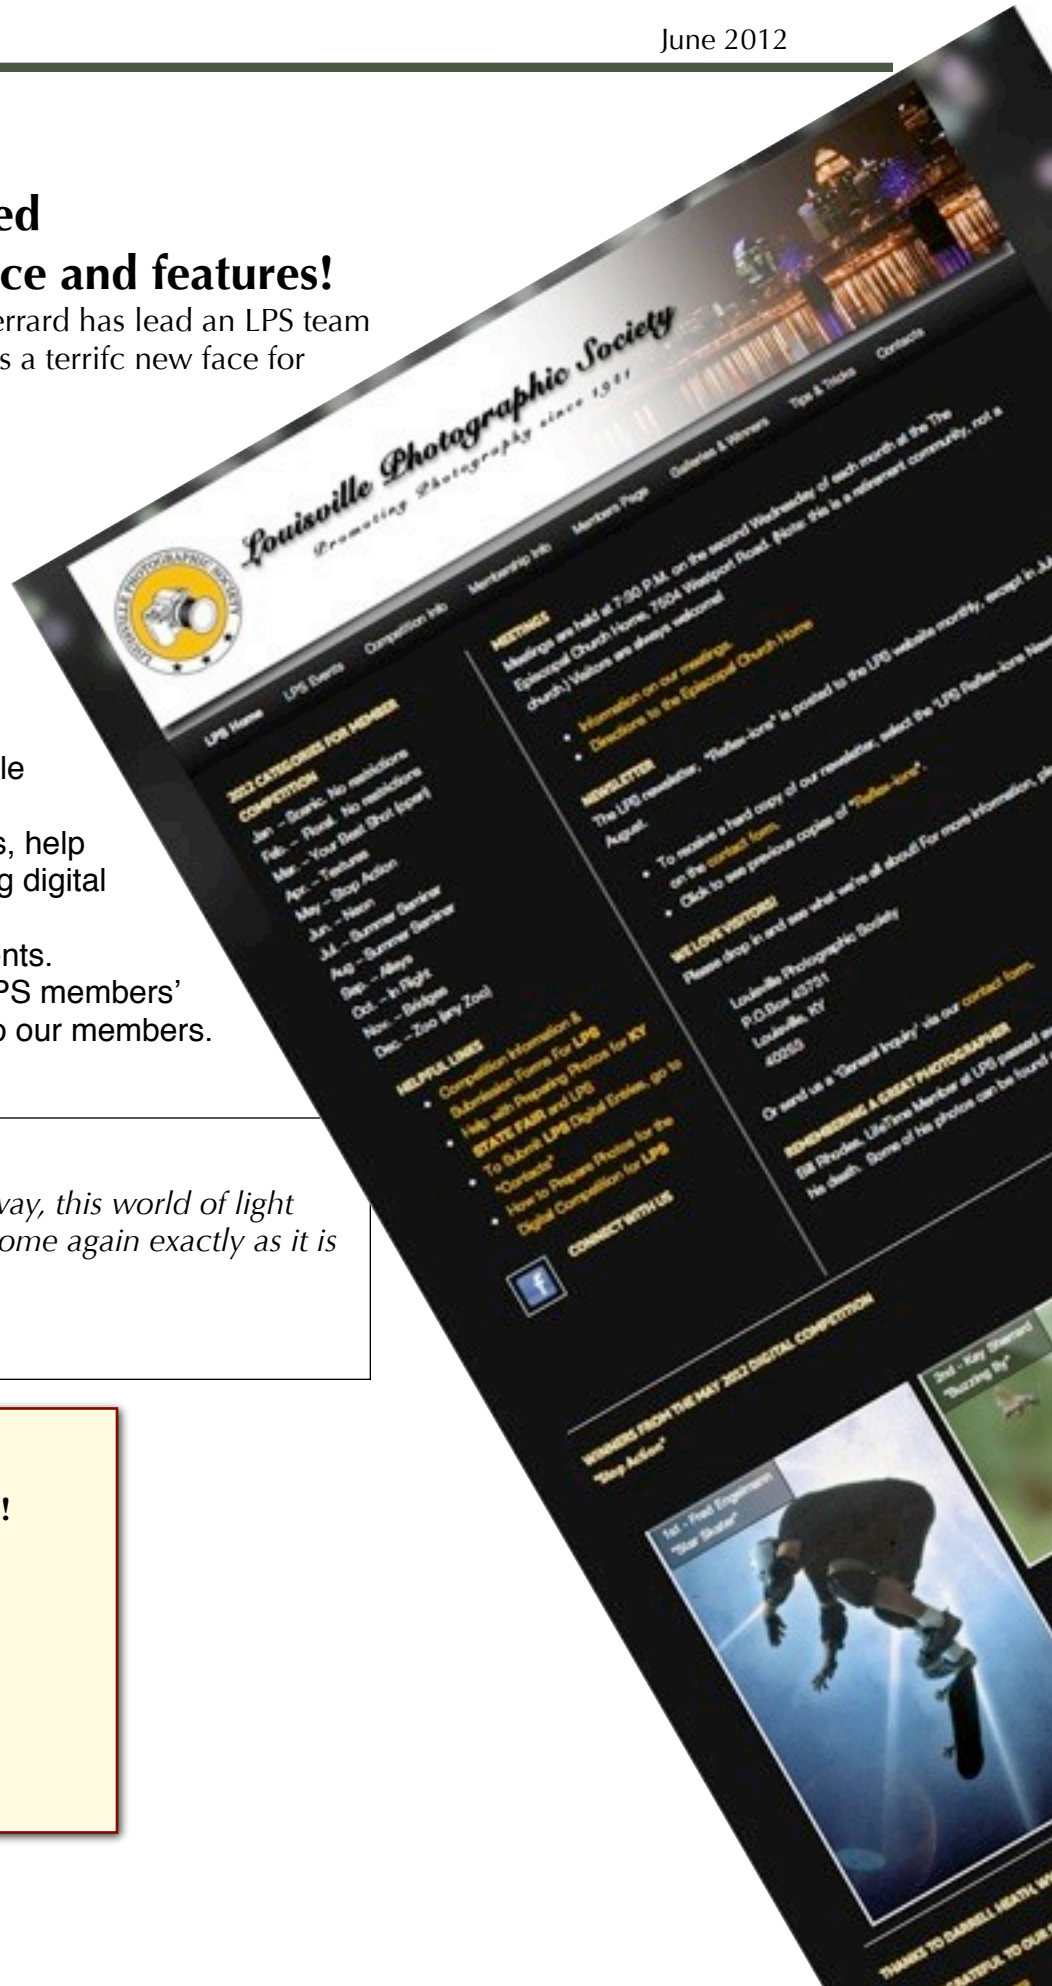 June 2012
ed
ce and features!
errard has lead an LPS team
s a terrifc new face for
le
s, help
g digital
nts.
PS members’
o our members.
vay, this world of light
ome again exactly as it is
!
Louisville Photographic Society
Promoting Photography since 1921
LOUISVILLE PHOTOGRAPHIC SOCIETY
LPS Home
LPS Events
Competition Info
Membership Info
Members Page
Galleries & Winners
Tips & Tricks
Contacts
2012 CATEGORIES FOR MEMBER
COMPETITION
Jan – Scenic. No restrictions
Feb. – Floral. No restrictions
Mar. – Your Best Shot (open)
Apr. – Textures
May – Stop Action
Jun. – Neon
Jul. – Summer Seminar
Aug – Summer Seminar
Sep. – Alleys
Oct. – In Flight
Nov. – Bridges
Dec. – Zoo (any Zoo)
HELPFUL LINKS
• Competition Information &
Submission Forms For LPS
• Help with Preparing Photos for KY
STATE FAIR and LPS
• To Submit LPS Digital Entries, go to
"Contacts"
• How to Prepare Photos for the
Digital Competition for LPS
CONNECT WITH US
f
MEETINGS
Meetings are held at 7:30 P.M. on the second Wednesday of each month at the The
Episcopal Church Home, 7504 Westport Road. (Note: this is a retirement community, not a
church.) Visitors are always welcome!
• Information on our meetings.
• Directions to the Episcopal Church Home
NEWSLETTER
The LPS newsletter, "Reflex-ions" is posted to the LPS website monthly, except in Jul
August.
• To receive a hard copy of our newsletter, select the "LPS Reflex-ions News
on the contact form.
• Click to see previous copies of "Reflex-ions".
WE LOVE VISITORS!
Please drop in and see what we're all about! For more information, ple
Louisville Photographic Society
P.O.Box 43731
Louisville, KY
40253
Or send us a "General Inquiry" via our contact form.
REMEMBERING A GREAT PHOTOGRAPHER
Bill Rhodes, LifeTime Member at LPS passed
his death. Some of his photos can be found
WINNERS FROM THE MAY 2012 DIGITAL COMPETITION
"Stop Action"
1st - Fred Engelmann
"Star Skater"
2nd - Kay Sherrard
"Buzzing By"
THANKS TO DARRELL HEATH,
GRATEFUL TO OUR